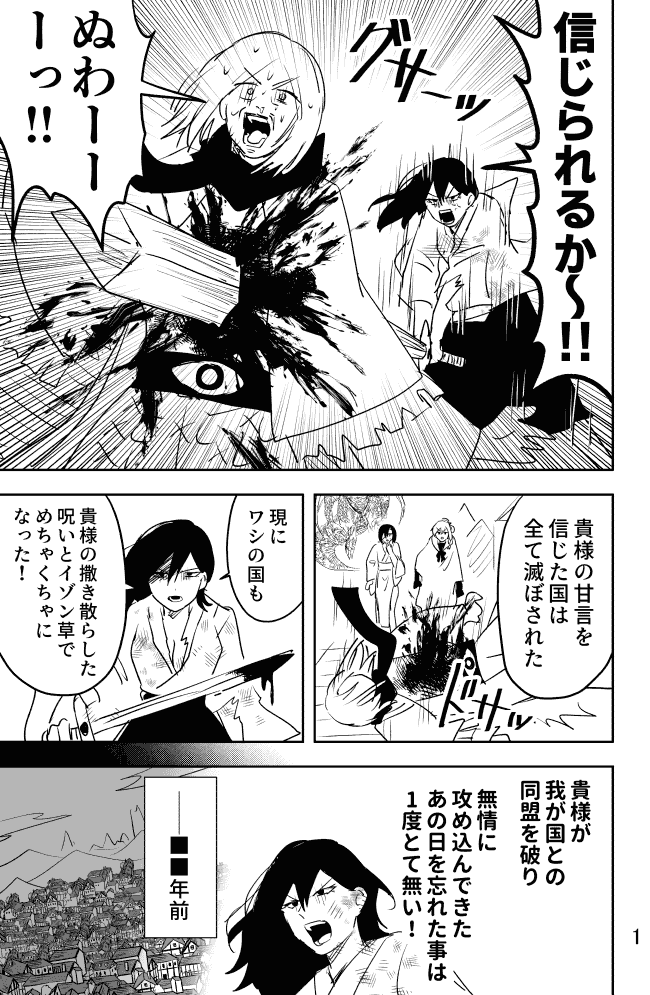 信じられるか〜!!
グサーッ
ぬわーー
ーっ!!
貴様の甘言を
信じた国は
全て滅ぼされた
ドサッ
現に
ワシの国も
貴様の撒き散らした
呪いとイゾン草で
めちゃくちゃに
なった!
貴様が
我が国との
同盟を破り
無情に
攻め込んできた
あの日を忘れた事は
1度とて無い!
──■■年前
1